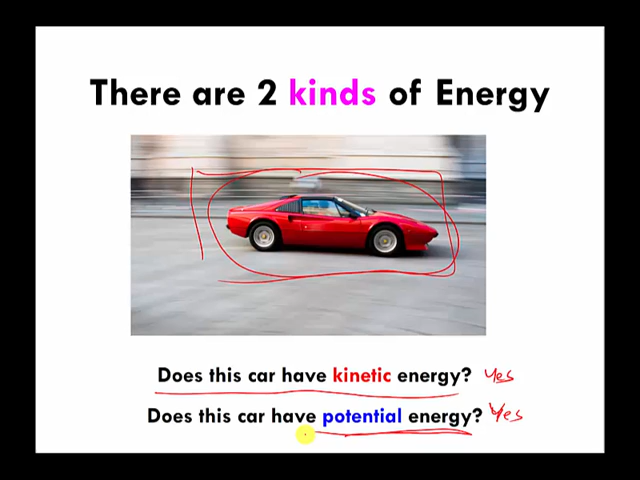 There are 2 kinds of Energy
Does this car have kinetic energy? Yes
Does this car have potential energy? Yes